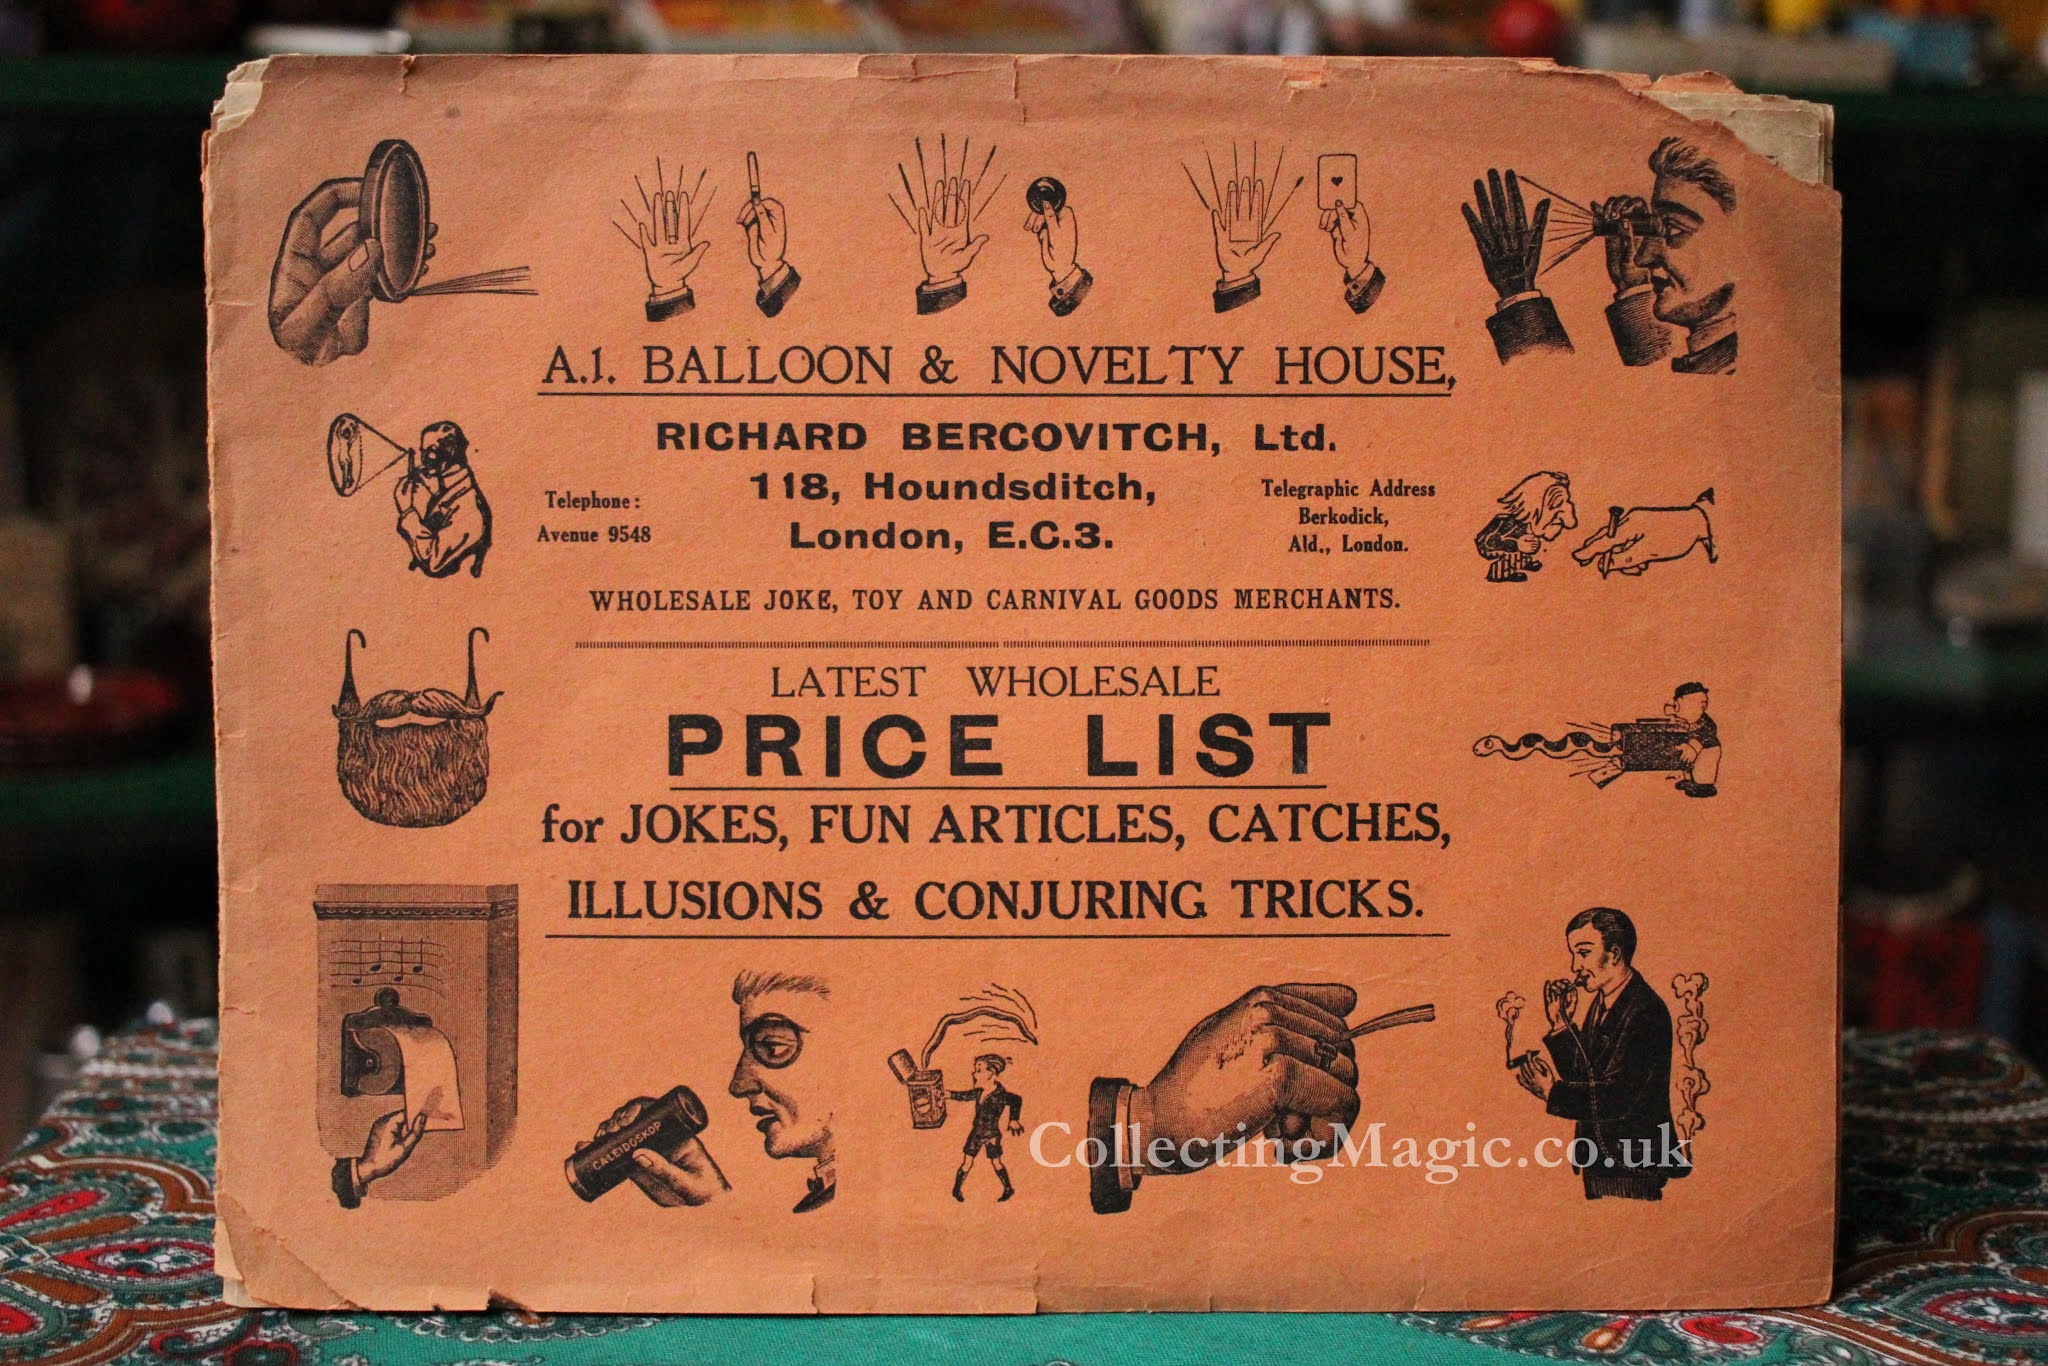 A.1. BALLOON & NOVELTY HOUSE,
RICHARD BERCOVITCH, Ltd.
118, Houndsditch,
London, E.C.3.
Telephone:
Avenue 9548
Telegraphic Address
Berkodick,
Ald., London.
WHOLESALE JOKE, TOY AND CARNIVAL GOODS MERCHANTS.
LATEST WHOLESALE
PRICE LIST
for JOKES, FUN ARTICLES, CATCHES,
ILLUSIONS & CONJURING TRICKS.
CALEIDOSKOP
CollectingMagic.co.uk